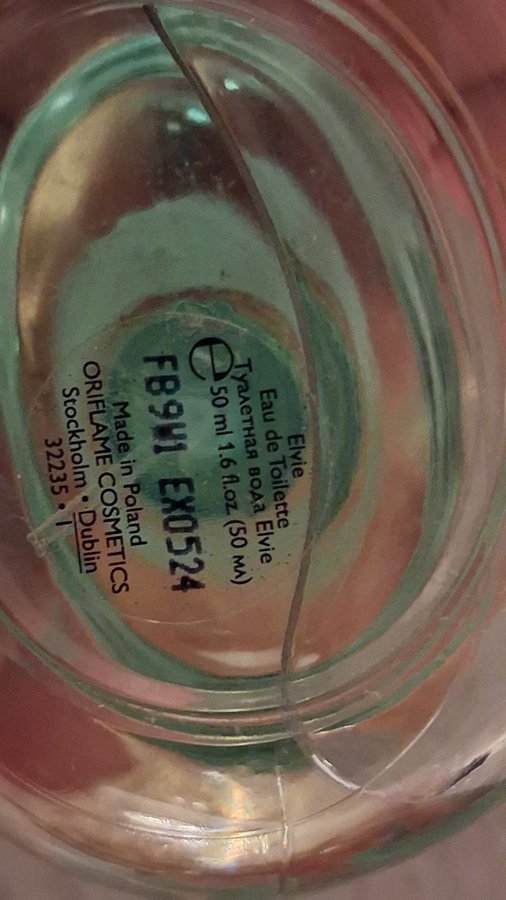 Elvie
Eau de Toilette
Туалетная вода Elvie
e 50 ml 1.6 fl.oz (50 мл)
FB9W1 EX0524
Made in Poland
ORIFLAME COSMETICS
Stockholm • Dublin
32235 • 1